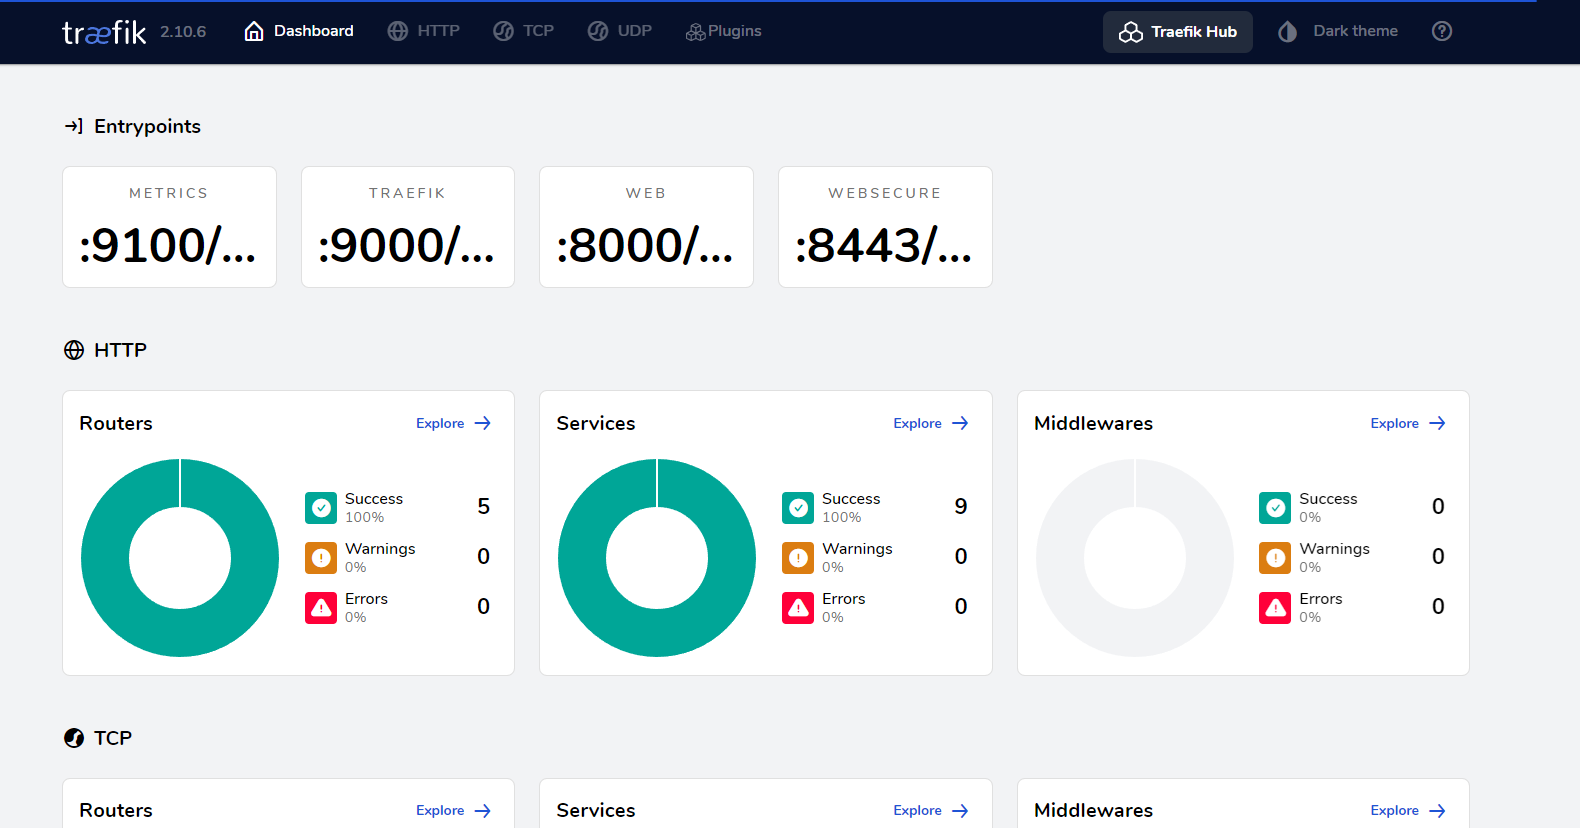 træfik 2.10.6 Dashboard HTTP TCP UDP Plugins Traefik Hub Dark theme ?
Entrypoints
METRICS TRAEFIK WEB WEBSECURE
:9100/... :9000/... :8000/... :8443/...
HTTP
Routers Explore
Success 5
100%
Warnings 0
0%
Errors 0
0%
Services Explore
Success 9
100%
Warnings 0
0%
Errors 0
0%
Middlewares Explore
Success 0
0%
Warnings 0
0%
Errors 0
0%
TCP
Routers Explore
Services Explore
Middlewares Explore